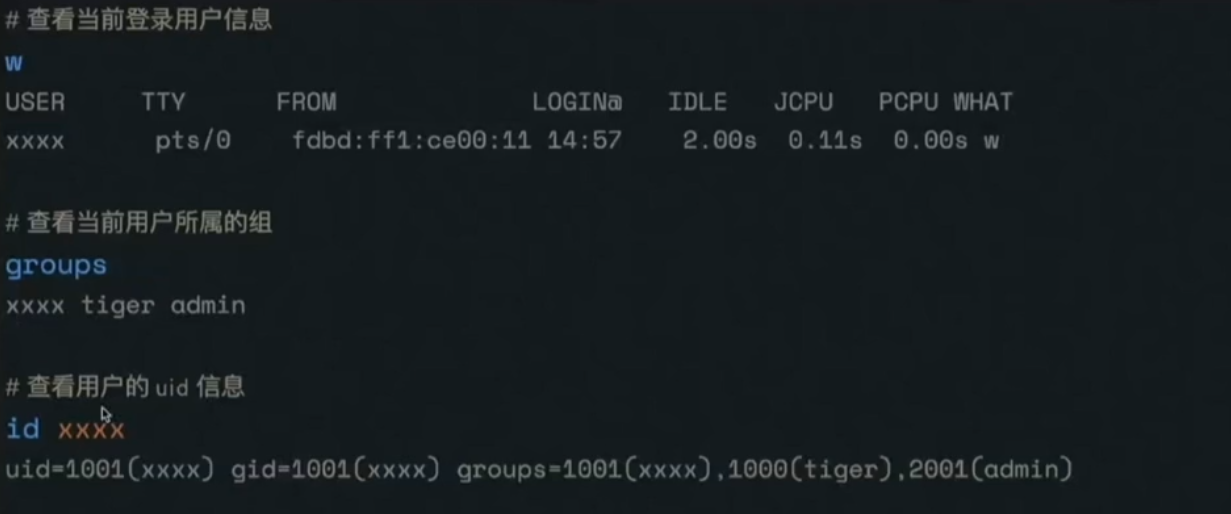 # 查看当前登录用户信息
w
USER TTY FROM LOGIN@ IDLE JCPU PCPU WHAT
xxxx pts/0 fdbd:ff1:ce00:11 14:57 2.00s 0.11s 0.00s w
# 查看当前用户所属的组
groups
xxxx tiger admin
# 查看用户的 uid 信息
id xxxx
uid=1001(xxxx) gid=1001(xxxx) groups=1001(xxxx),1000(tiger),2001(admin)